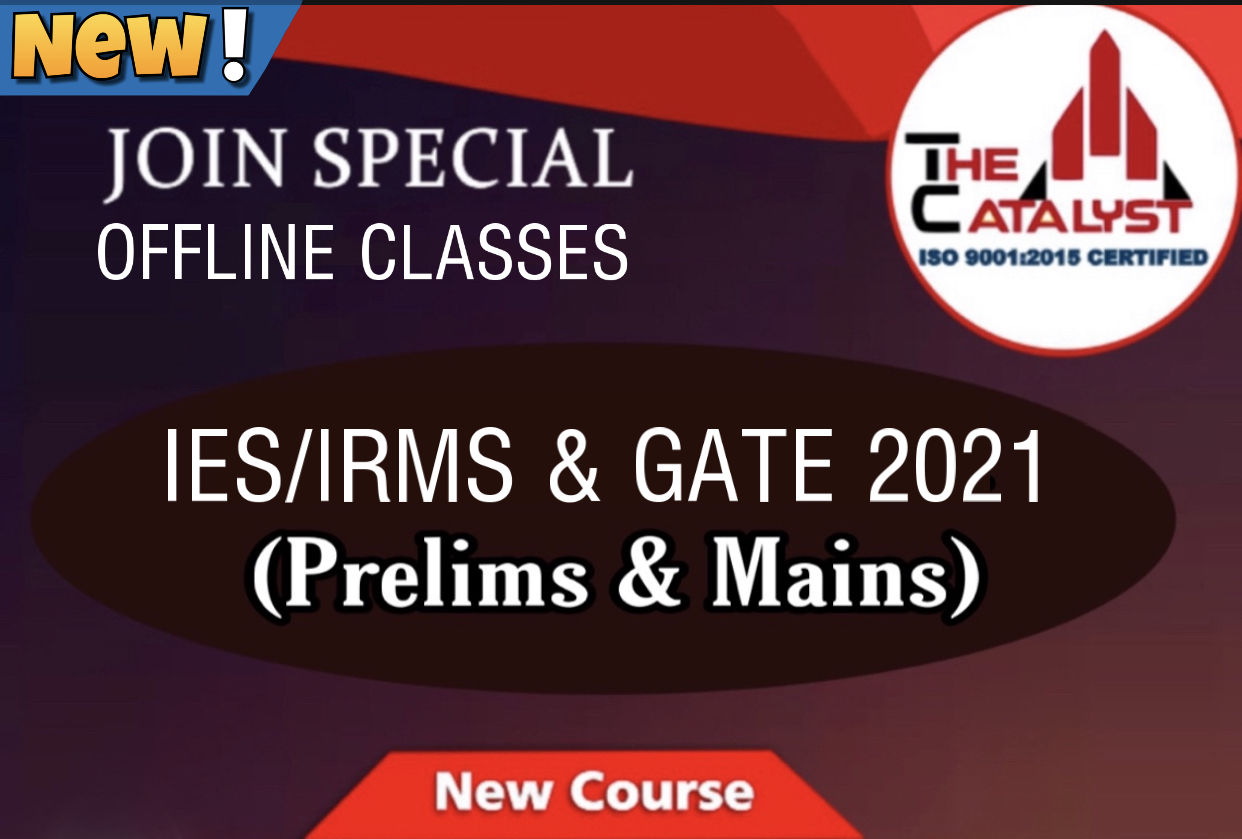 New!
JOIN SPECIAL
OFFLINE CLASSES
THE
CATALYST
ISO 9001:2015 CERTIFIED
IES/IRMS & GATE 2021
(Prelims & Mains)
New Course